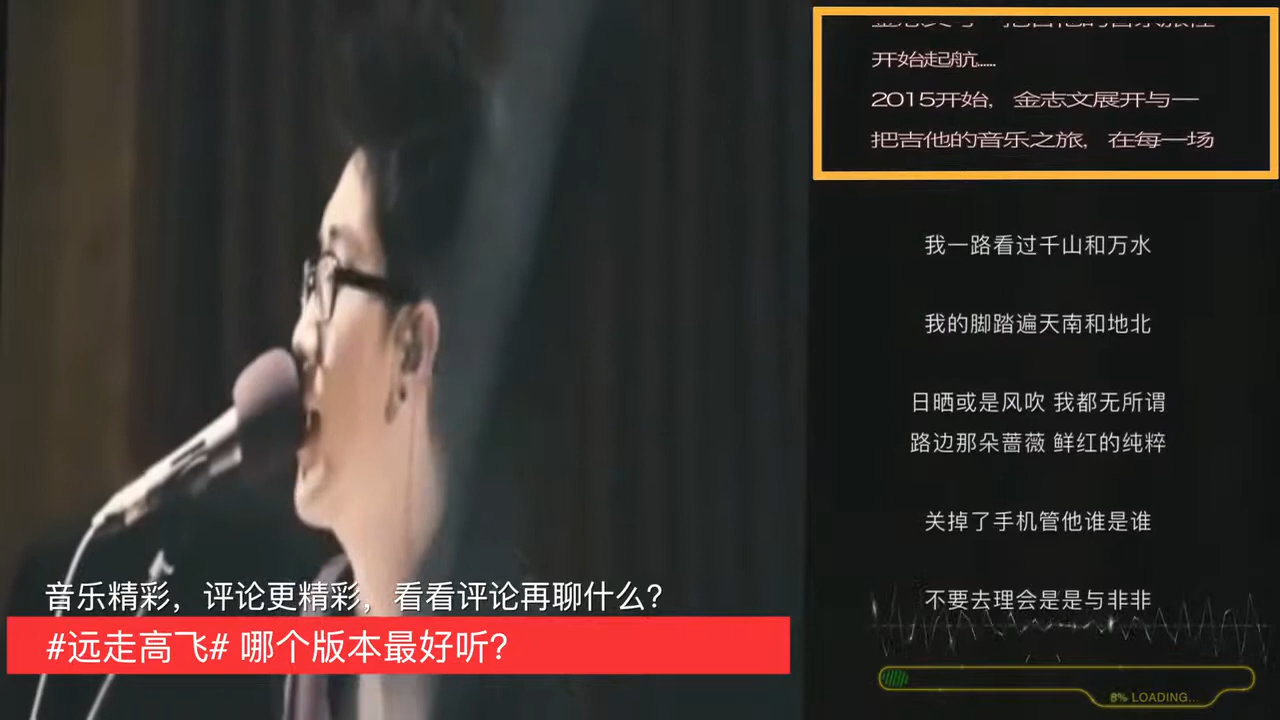 开始起航......
2015开始，金志文展开与一
把吉他的音乐之旅，在每一场
我一路看过千山和万水
我的脚踏遍天南和地北
日晒或是风吹 我都无所谓
路边那朵蔷薇 鲜红的纯粹
关掉了手机管他谁是谁
不要去理会是是与非非
音乐精彩，评论更精彩，看看评论再聊什么？
#远走高飞# 哪个版本最好听？
8% LOADING...